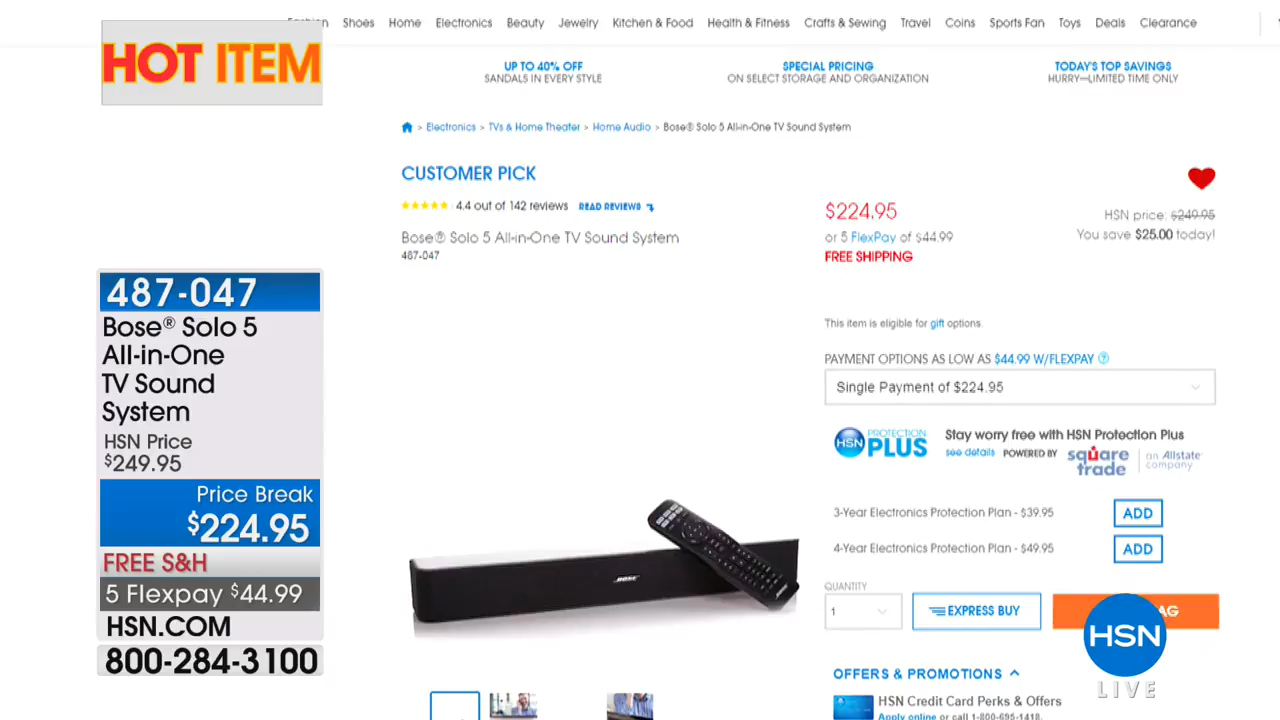 Fashion Shoes Home Electronics Beauty Jewelry Kitchen & Food Health & Fitness Crafts & Sewing Travel Coins Sports Fan Toys Deals Clearance
HOT ITEM
UP TO 40% OFF
SANDALS IN EVERY STYLE
SPECIAL PRICING
ON SELECT STORAGE AND ORGANIZATION
TODAY'S TOP SAVINGS
HURRY—LIMITED TIME ONLY
> Electronics > TVs & Home Theater > Home Audio > Bose® Solo 5 All-in-One TV Sound System
CUSTOMER PICK
4.4 out of 142 reviews READ REVIEWS
Bose® Solo 5 All-in-One TV Sound System
487-047
$224.95
or 5 FlexPay of $44.99
FREE SHIPPING
HSN price: $249.95
You save $25.00 today!
This item is eligible for gift options.
PAYMENT OPTIONS AS LOW AS $44.99 W/FLEXPAY ?
Single Payment of $224.95
HSN PROTECTION PLUS
Stay worry free with HSN Protection Plus
see details POWERED BY square trade an Allstate company
3-Year Electronics Protection Plan - $39.95 ADD
4-Year Electronics Protection Plan - $49.95 ADD
QUANTITY
1
EXPRESS BUY
AG
OFFERS & PROMOTIONS
HSN Credit Card Perks & Offers
Apply online or call 1-800-695-1418.
487-047
Bose® Solo 5
All-in-One
TV Sound
System
HSN Price
$249.95
Price Break
$224.95
FREE S&H
5 Flexpay $44.99
HSN.COM
800-284-3100
BOSE
HSN
LIVE